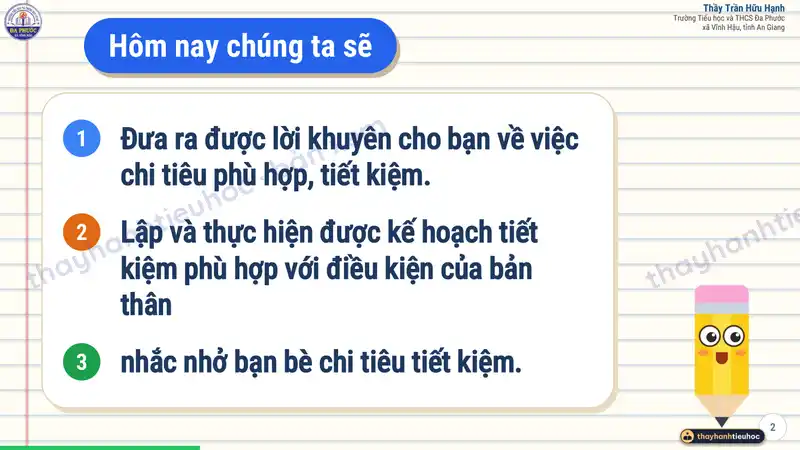 Thầy Trần Hữu Hạnh
Trường Tiểu học và THCS Đa Phước
xã Vĩnh Hậu, tỉnh An Giang
ĐA PHƯỚC
Hôm nay chúng ta sẽ
1 Đưa ra được lời khuyên cho bạn về việc
chi tiêu phù hợp, tiết kiệm.
2 Lập và thực hiện được kế hoạch tiết
kiệm phù hợp với điều kiện của bản
thân
3 nhắc nhở bạn bè chi tiêu tiết kiệm.
thayhanhtieuhoc
2